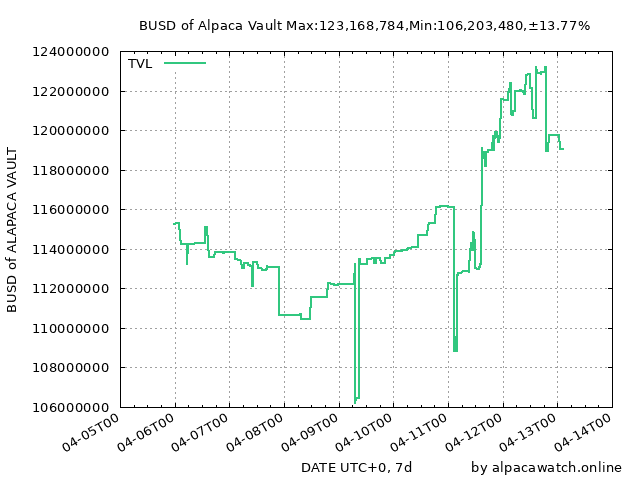 BUSD of Alpaca Vault Max:123,168,784,Min:106,203,480,±13.77%
TVL
124000000
122000000
120000000
118000000
116000000
114000000
112000000
110000000
108000000
106000000
BUSD of ALAPACA VAULT
04-05T00
04-06T00
04-07T00
04-08T00
04-09T00
04-10T00
04-11T00
04-12T00
04-13T00
04-14T00
DATE UTC+0, 7d
by alpacawatch.online